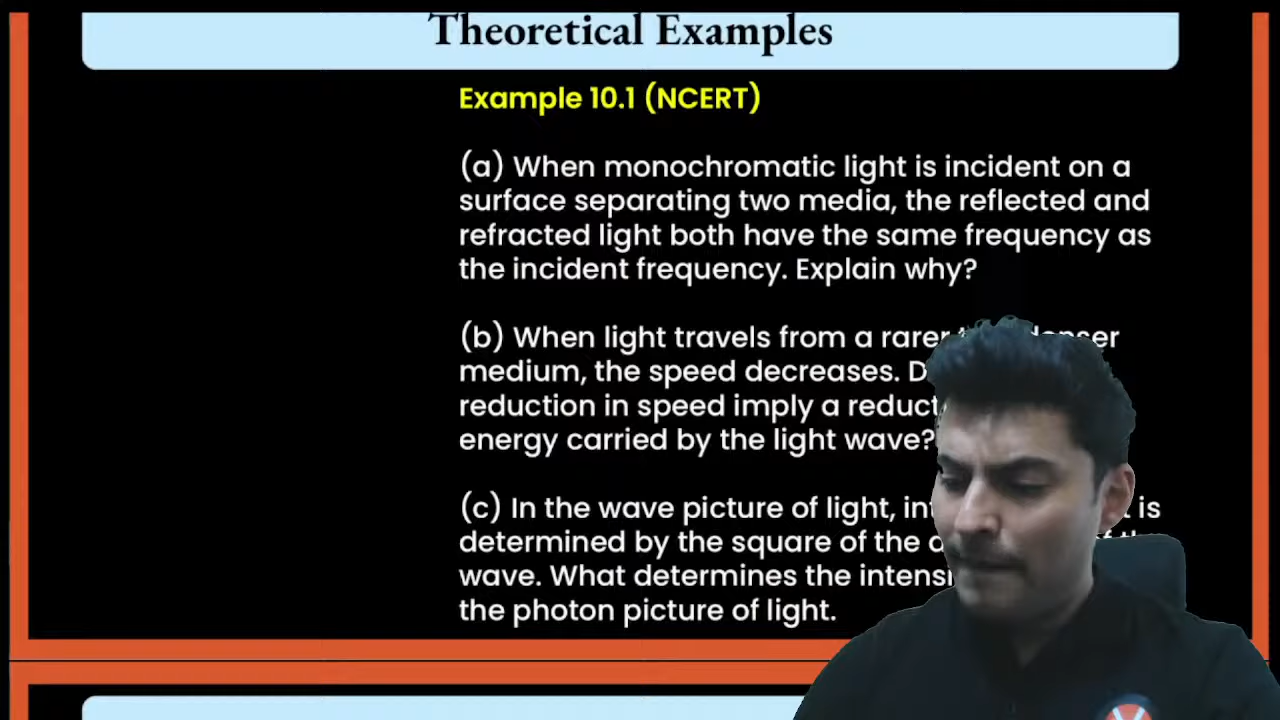 Theoretical Examples
Example 10.1 (NCERT)
(a) When monochromatic light is incident on a
surface separating two media, the reflected and
refracted light both have the same frequency as
the incident frequency. Explain why?
(b) When light travels from a rarer
medium, the speed decreases.
reduction in speed imply a
energy carried by the light wave?
(c) In the wave picture of light, is
determined by the square of the
wave. What determines the
the photon picture of light.